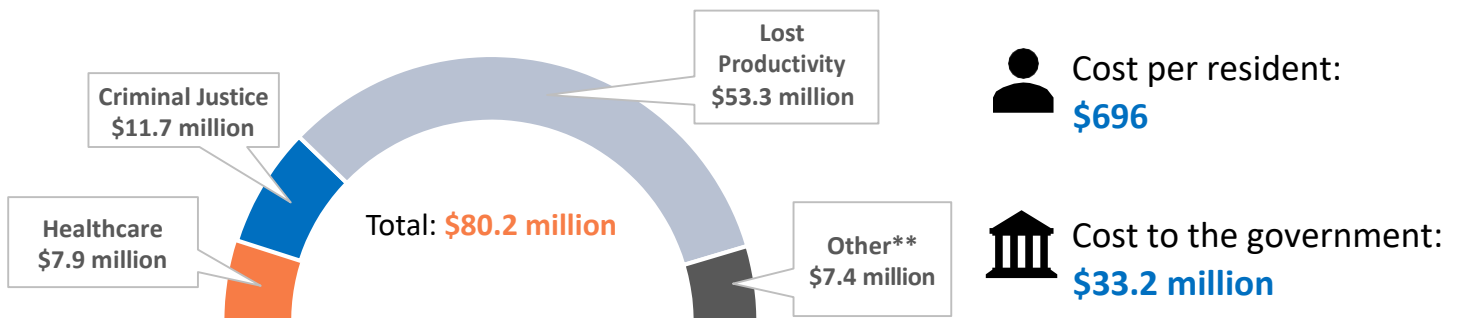 Lost
Productivity
$53.3 million
Criminal Justice
$11.7 million
Healthcare
$7.9 million
Total: $80.2 million
Other**
$7.4 million
Cost per resident:
$696
Cost to the government:
$33.2 million